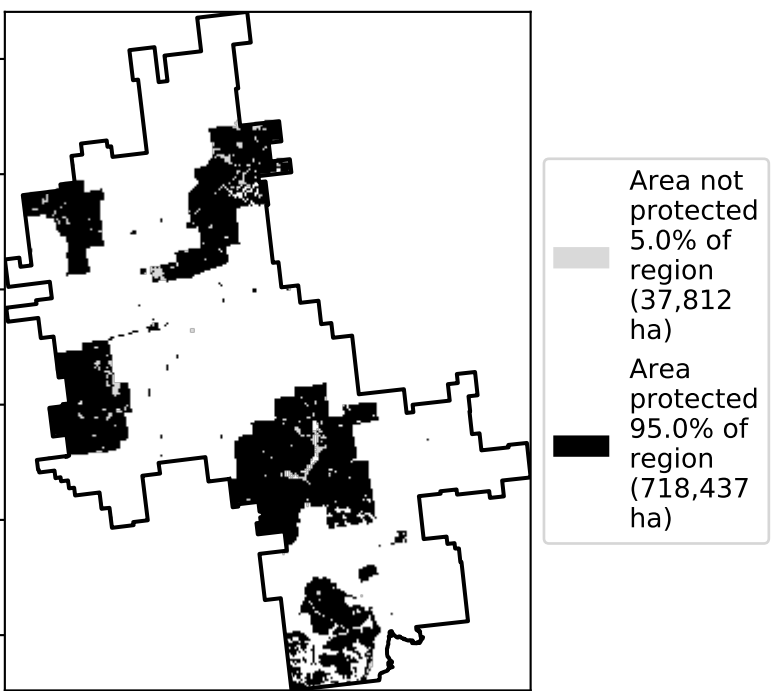 Area not
protected
5.0% of
region
(37,812
ha)
Area
protected
95.0% of
region
(718,437
ha)